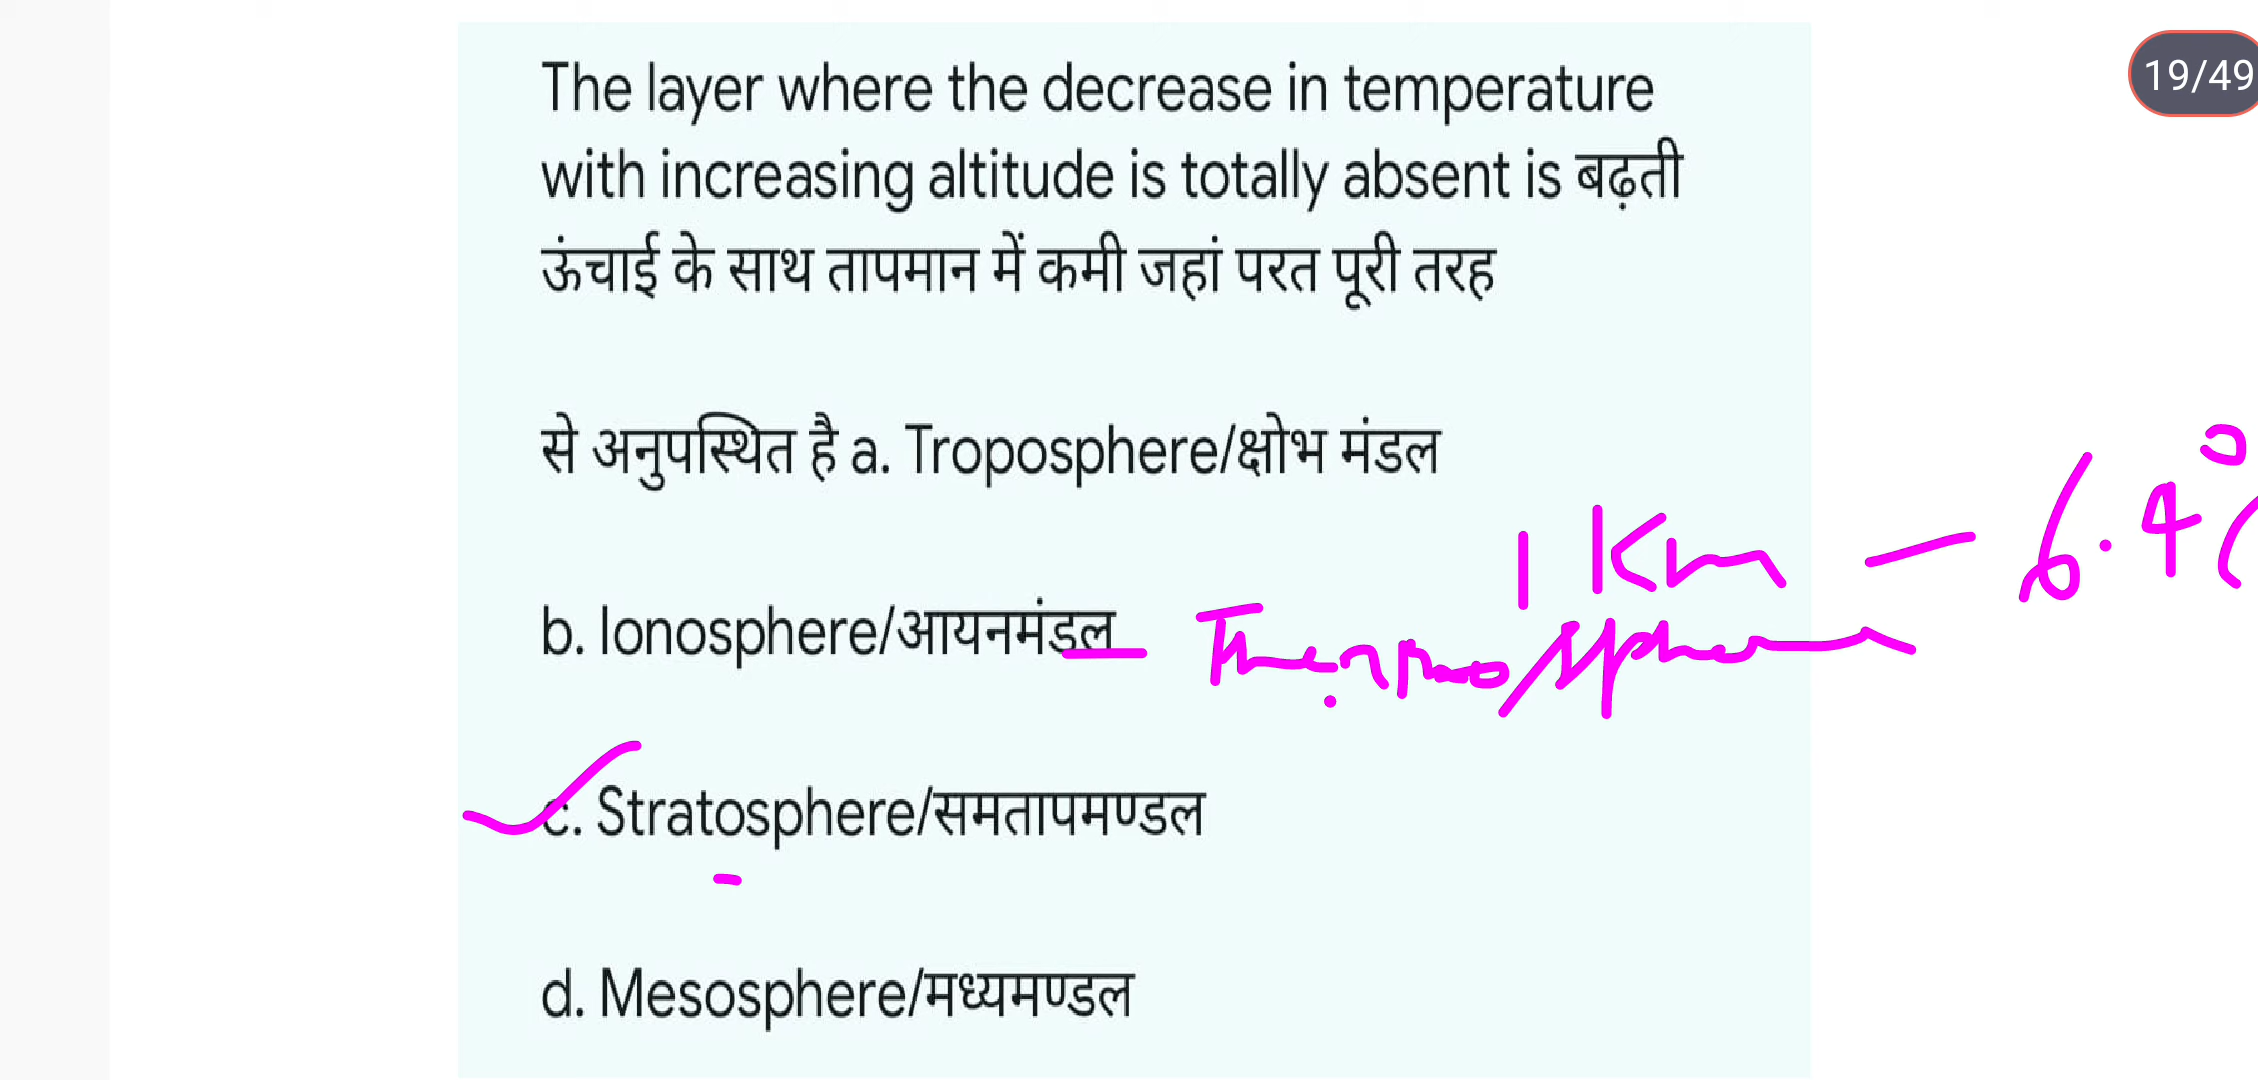 19/49
The layer where the decrease in temperature
with increasing altitude is totally absent is बढ़ती
ऊंचाई के साथ तापमान में कमी जहां परत पूरी तरह
से अनुपस्थित है a. Troposphere/क्षोभ मंडल
1 Km - 6.4°C
b. Ionosphere/आयनमंडल Thermosphere
c. Stratosphere/समतापमण्डल
d. Mesosphere/मध्यमण्डल